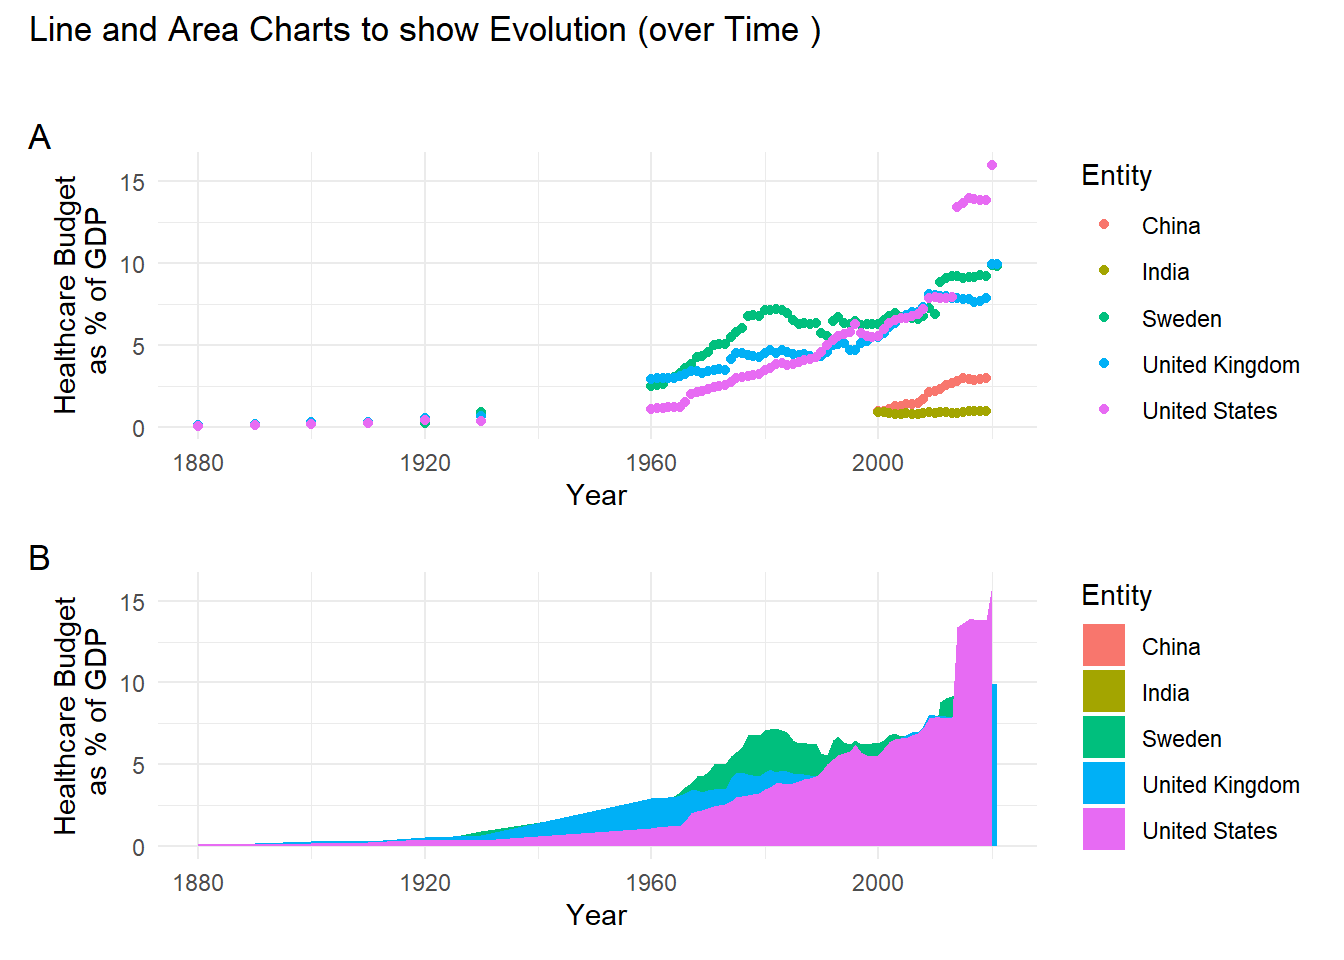 Line and Area Charts to show Evolution (over Time )
A
Healthcare Budget
as % of GDP
15
10
5
0
1880 1920 1960 2000
Year
Entity
China
India
Sweden
United Kingdom
United States
B
Healthcare Budget
as % of GDP
15
10
5
0
1880 1920 1960 2000
Year
Entity
China
India
Sweden
United Kingdom
United States